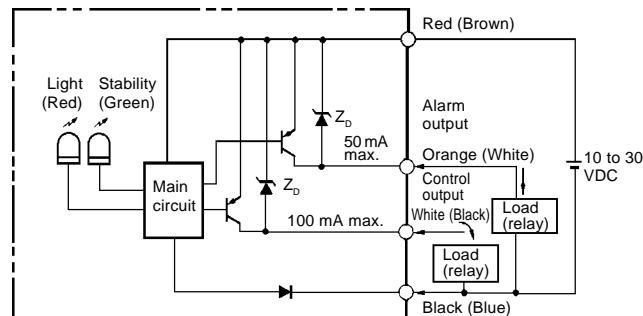 Red (Brown)
Light
(Red)
Stability
(Green)
Z_D
Alarm
output
50 mA
max.
Orange (White)
10 to 30
VDC
Main
circuit
Z_D
Control
output
100 mA max.
White (Black)
Load
(relay)
Load
(relay)
Black (Blue)